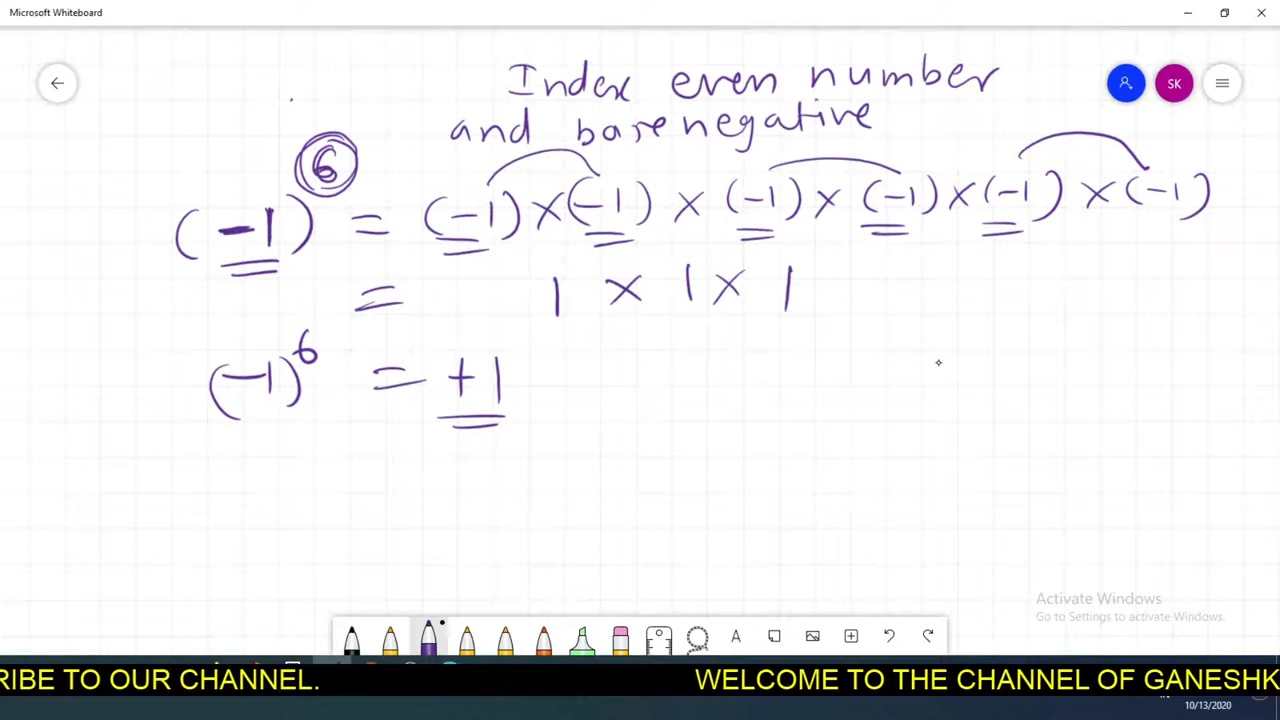 Microsoft Whiteboard
Index even number
and base negative
SK
(-1)⁶ = (-1) × (-1) × (-1) × (-1) × (-1) × (-1)
= 1 × 1 × 1
(-1)⁶ = +1
Activate Windows
Go to Settings to activate Windows.
RIBE TO OUR CHANNEL. WELCOME TO THE CHANNEL OF GANESHK
10/13/2020